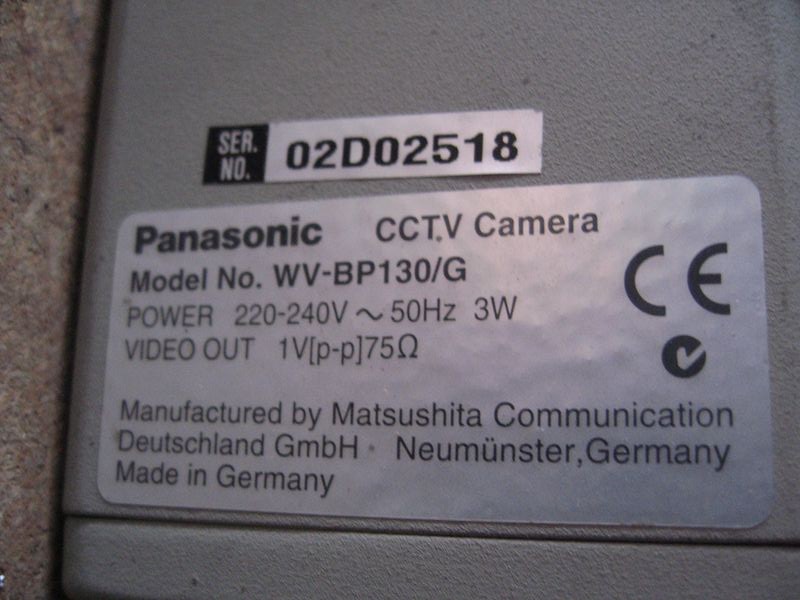 SER. NO. 02D02518
Panasonic CCTV Camera
Model No. WV-BP130/G
POWER 220-240V ~ 50Hz 3W
VIDEO OUT 1V[p-p]75Ω
CE
Manufactured by Matsushita Communication
Deutschland GmbH · Neumünster,Germany
Made in Germany